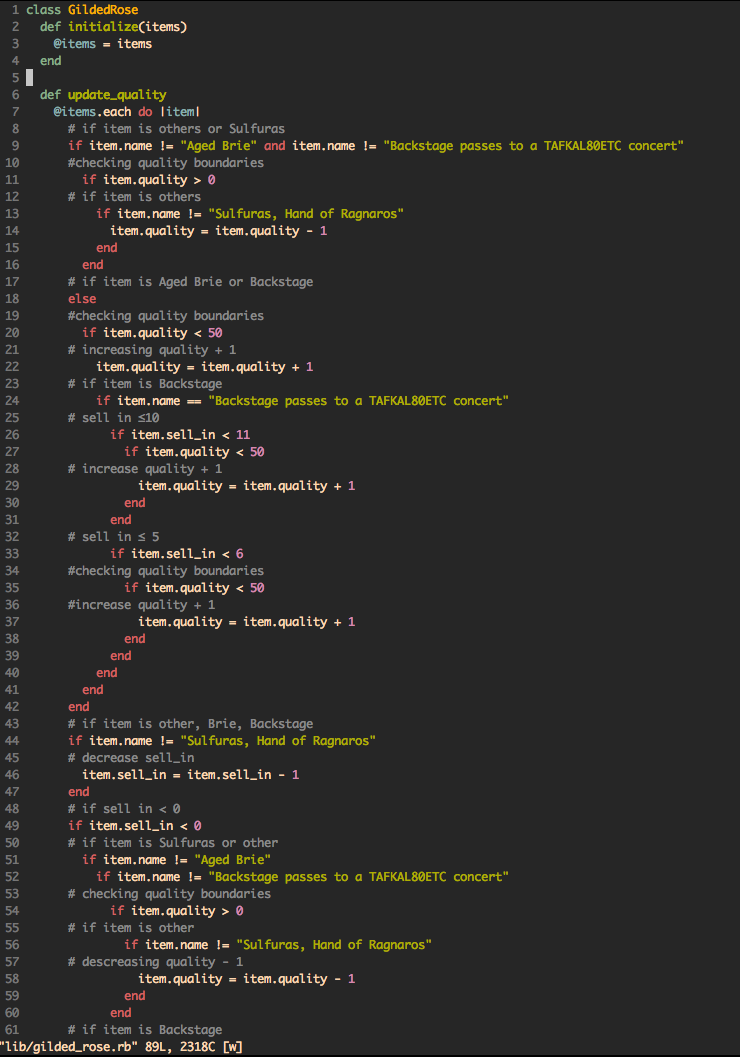 1 class GildedRose
2   def initialize(items)
3     @items = items
4   end
5
6   def update_quality
7     @items.each do |item|
8       # if item is others or Sulfuras
9       if item.name != "Aged Brie" and item.name != "Backstage passes to a TAFKAL80ETC concert"
10       #checking quality boundaries
11         if item.quality > 0
12       # if item is others
13           if item.name != "Sulfuras, Hand of Ragnaros"
14             item.quality = item.quality - 1
15           end
16         end
17       # if item is Aged Brie or Backstage
18       else
19       #checking quality boundaries
20         if item.quality < 50
21       # increasing quality + 1
22           item.quality = item.quality + 1
23       # if item is Backstage
24           if item.name == "Backstage passes to a TAFKAL80ETC concert"
25       # sell in ≤10
26             if item.sell_in < 11
27               if item.quality < 50
28       # increase quality + 1
29                 item.quality = item.quality + 1
30               end
31             end
32       # sell in ≤ 5
33             if item.sell_in < 6
34       #checking quality boundaries
35               if item.quality < 50
36       #increase quality + 1
37                 item.quality = item.quality + 1
38               end
39             end
40           end
41         end
42       end
43       # if item is other, Brie, Backstage
44       if item.name != "Sulfuras, Hand of Ragnaros"
45       # decrease sell_in
46         item.sell_in = item.sell_in - 1
47       end
48       # if sell in < 0
49       if item.sell_in < 0
50       # if item is Sulfuras or other
51         if item.name != "Aged Brie"
52           if item.name != "Backstage passes to a TAFKAL80ETC concert"
53       # checking quality boundaries
54             if item.quality > 0
55       # if item is other
56               if item.name != "Sulfuras, Hand of Ragnaros"
57       # descreasing quality - 1
58                 item.quality = item.quality - 1
59               end
60             end
61       # if item is Backstage
"lib/gilded_rose.rb" 89L, 2318C [w]